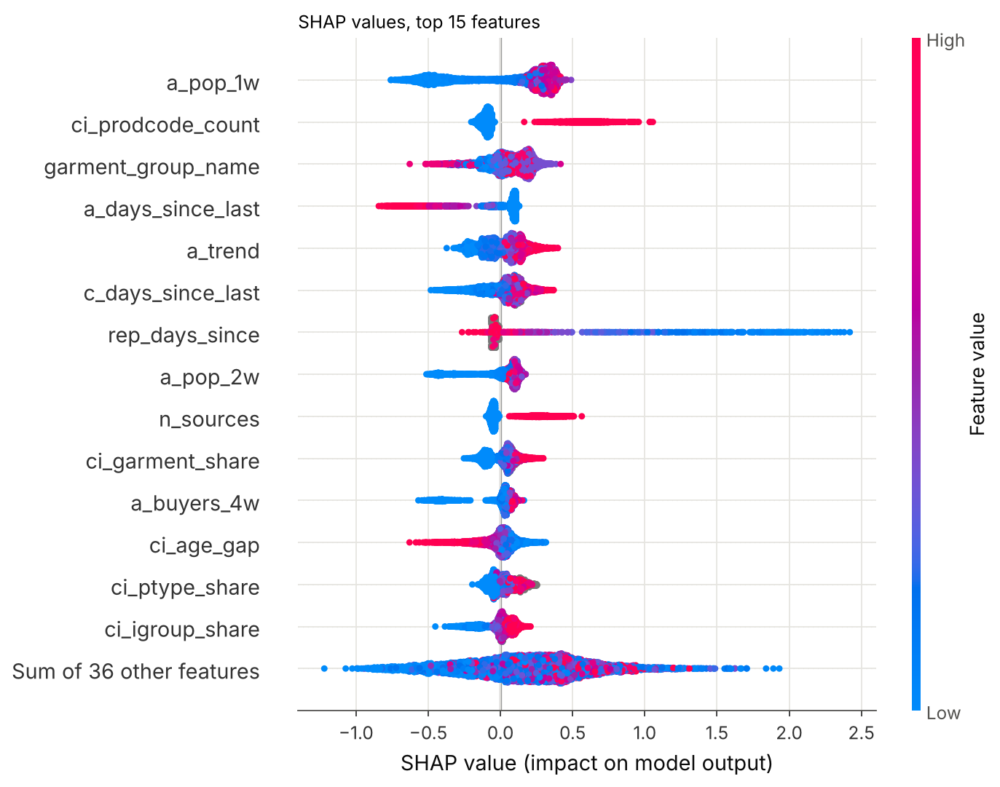 SHAP values, top 15 features
High
a_pop_1w
ci_prodcode_count
garment_group_name
a_days_since_last
a_trend
c_days_since_last
rep_days_since
a_pop_2w
n_sources
ci_garment_share
a_buyers_4w
ci_age_gap
ci_ptype_share
ci_igroup_share
Sum of 36 other features
Feature value
Low
−1.0 −0.5 0.0 0.5 1.0 1.5 2.0 2.5
SHAP value (impact on model output)